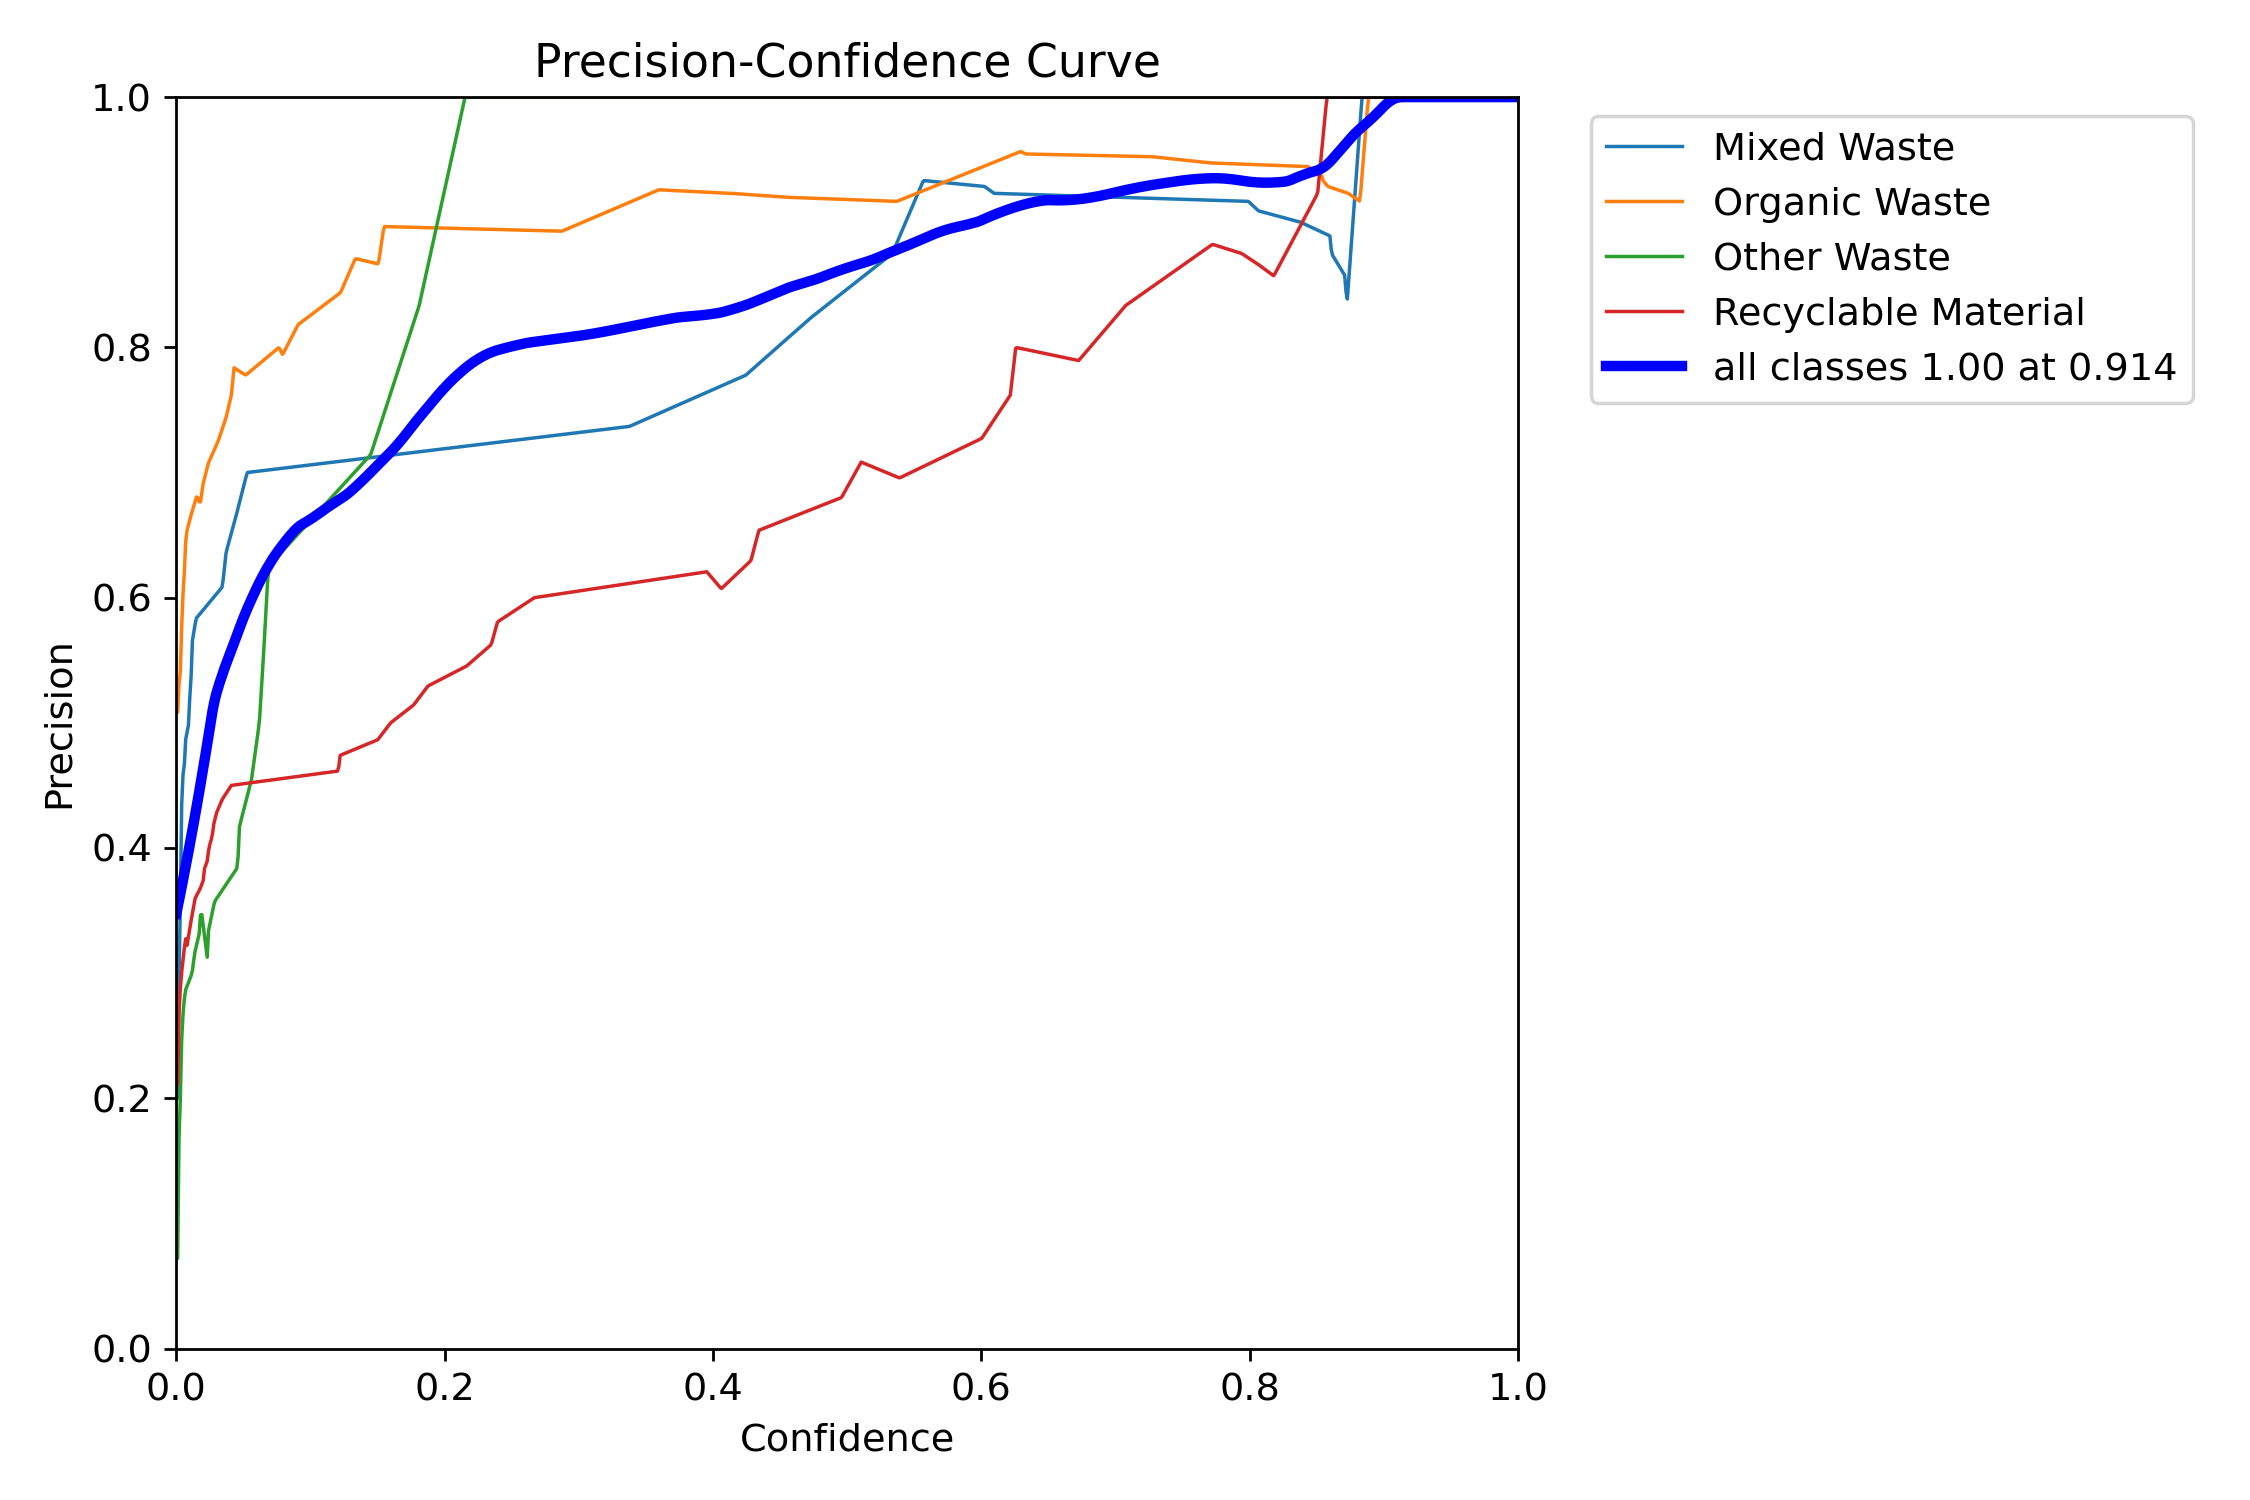 Precision-Confidence Curve
1.0
0.8
0.6
0.4
0.2
0.0
Precision
0.0 0.2 0.4 0.6 0.8 1.0
Confidence
Mixed Waste
Organic Waste
Other Waste
Recyclable Material
all classes 1.00 at 0.914